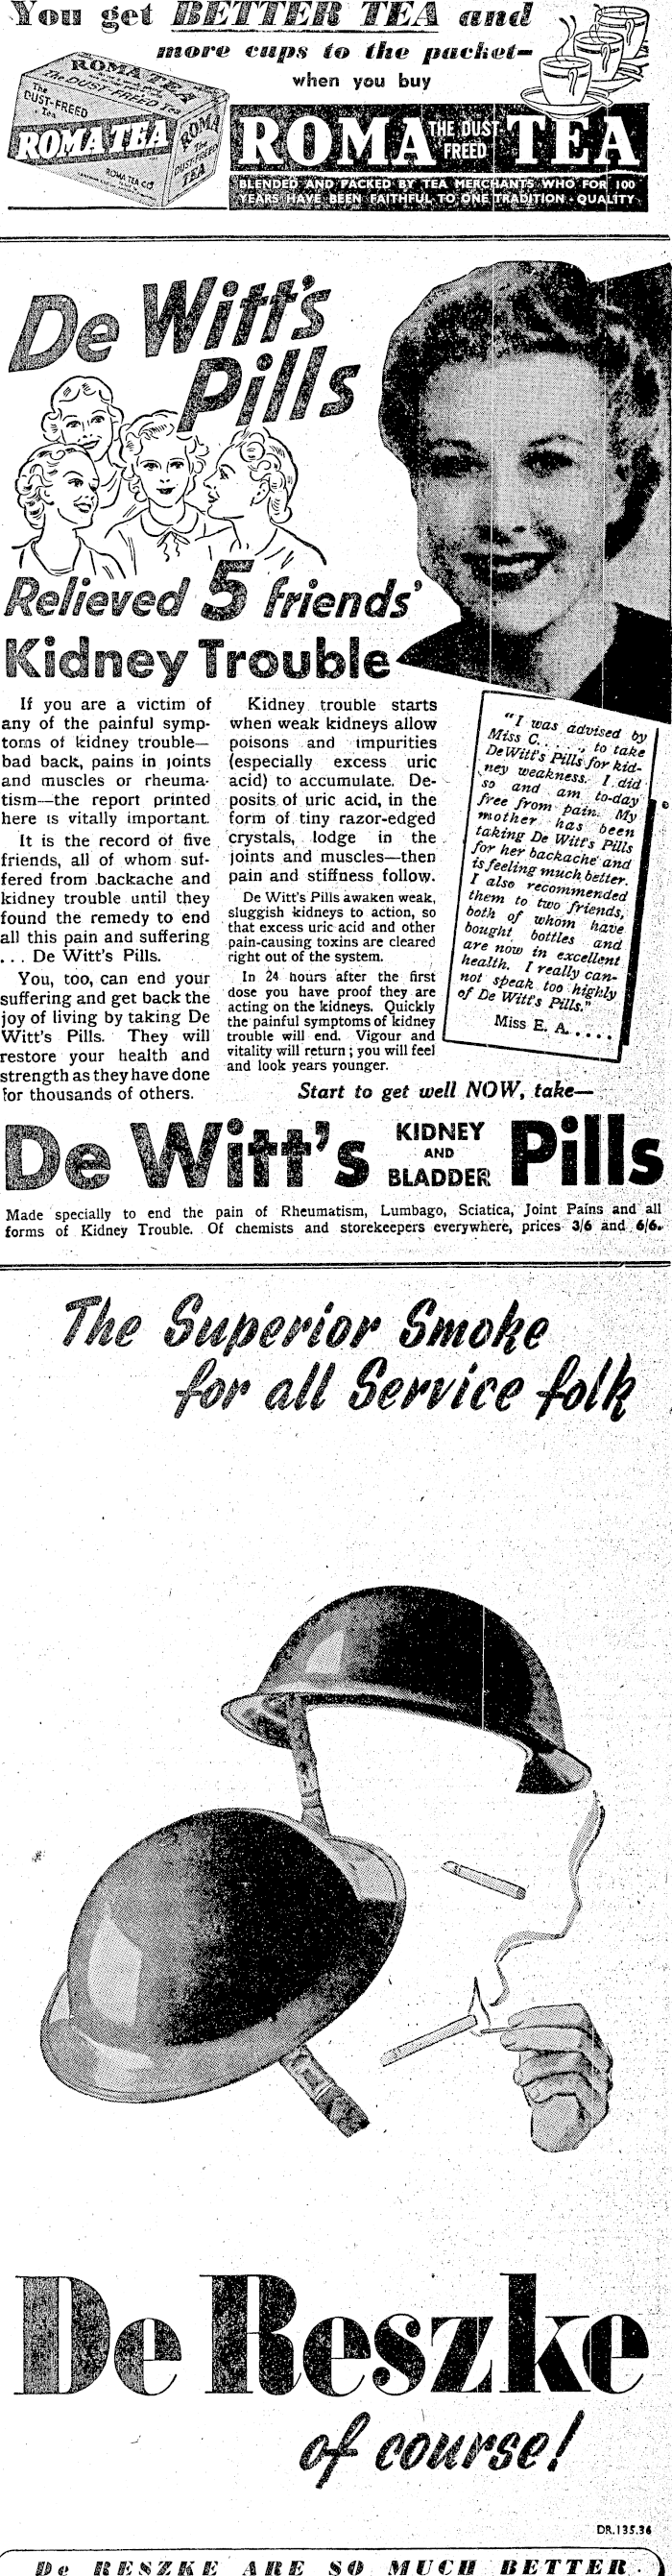 You get BETTER TEA and
more cups to the packet—
when you buy
ROMA TEA
The DUST-FREED Tea
The
DUST-FREED
Tea
ROMA TEA
ROMA TEA CO
ROMA
The
DUST-FREED
TEA
ROMA THE DUST FREED TEA
BLENDED AND PACKED BY TEA MERCHANTS WHO FOR 100
YEARS HAVE BEEN FAITHFUL TO ONE TRADITION - QUALITY
De Witt's
Pills
Relieved 5 friends'
Kidney Trouble
If you are a victim of
any of the painful symp-
toms of kidney trouble—
bad back, pains in joints
and muscles or rheuma-
tism—the report printed
here is vitally important.
It is the record of five
friends, all of whom suf-
fered from backache and
kidney trouble until they
found the remedy to end
all this pain and suffering
. . . De Witt's Pills.
You, too, can end your
suffering and get back the
joy of living by taking De
Witt's Pills. They will
restore your health and
strength as they have done
for thousands of others.
Kidney trouble starts
when weak kidneys allow
poisons and impurities
(especially excess uric
acid) to accumulate. De-
posits of uric acid, in the
form of tiny razor-edged
crystals, lodge in the
joints and muscles—then
pain and stiffness follow.
De Witt's Pills awaken weak,
sluggish kidneys to action, so
that excess uric acid and other
pain-causing toxins are cleared
right out of the system.
In 24 hours after the first
dose you have proof they are
acting on the kidneys. Quickly
the painful symptoms of kidney
trouble will end. Vigour and
vitality will return; you will feel
and look years younger.
"I was advised by
Miss C. . . . ., to take
De Witt's Pills for kid-
ney weakness. I did
so and am to-day
free from pain. My
mother has been
taking De Witt's Pills
for her backache and
is feeling much better.
I also recommended
them to two friends,
both of whom have
bought bottles and
are now in excellent
health. I really can-
not speak too highly
of De Witt's Pills."
Miss E. A. . . . .
Start to get well NOW, take—
De Witt's KIDNEY AND BLADDER Pills
Made specially to end the pain of Rheumatism, Lumbago, Sciatica, Joint Pains and all
forms of Kidney Trouble. Of chemists and storekeepers everywhere, prices 3/6 and 6/6.
The Superior Smoke
for all Service folk
De Reszke
of course!
DR.135.36
De RESZKE ARE SO MUCH BETTER